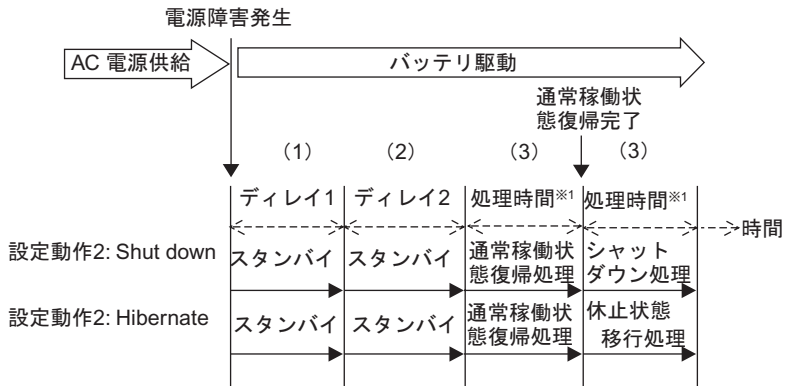 電源障害発生
AC 電源供給
バッテリ駆動
通常稼働状
態復帰完了
（1）
（2）
（3）
（3）
ディレイ1
ディレイ2
処理時間※1
処理時間※1
時間
設定動作2: Shut down
スタンバイ
スタンバイ
通常稼働状
態復帰処理
シャット
ダウン処理
設定動作2: Hibernate
スタンバイ
スタンバイ
通常稼働状
態復帰処理
休止状態
移行処理